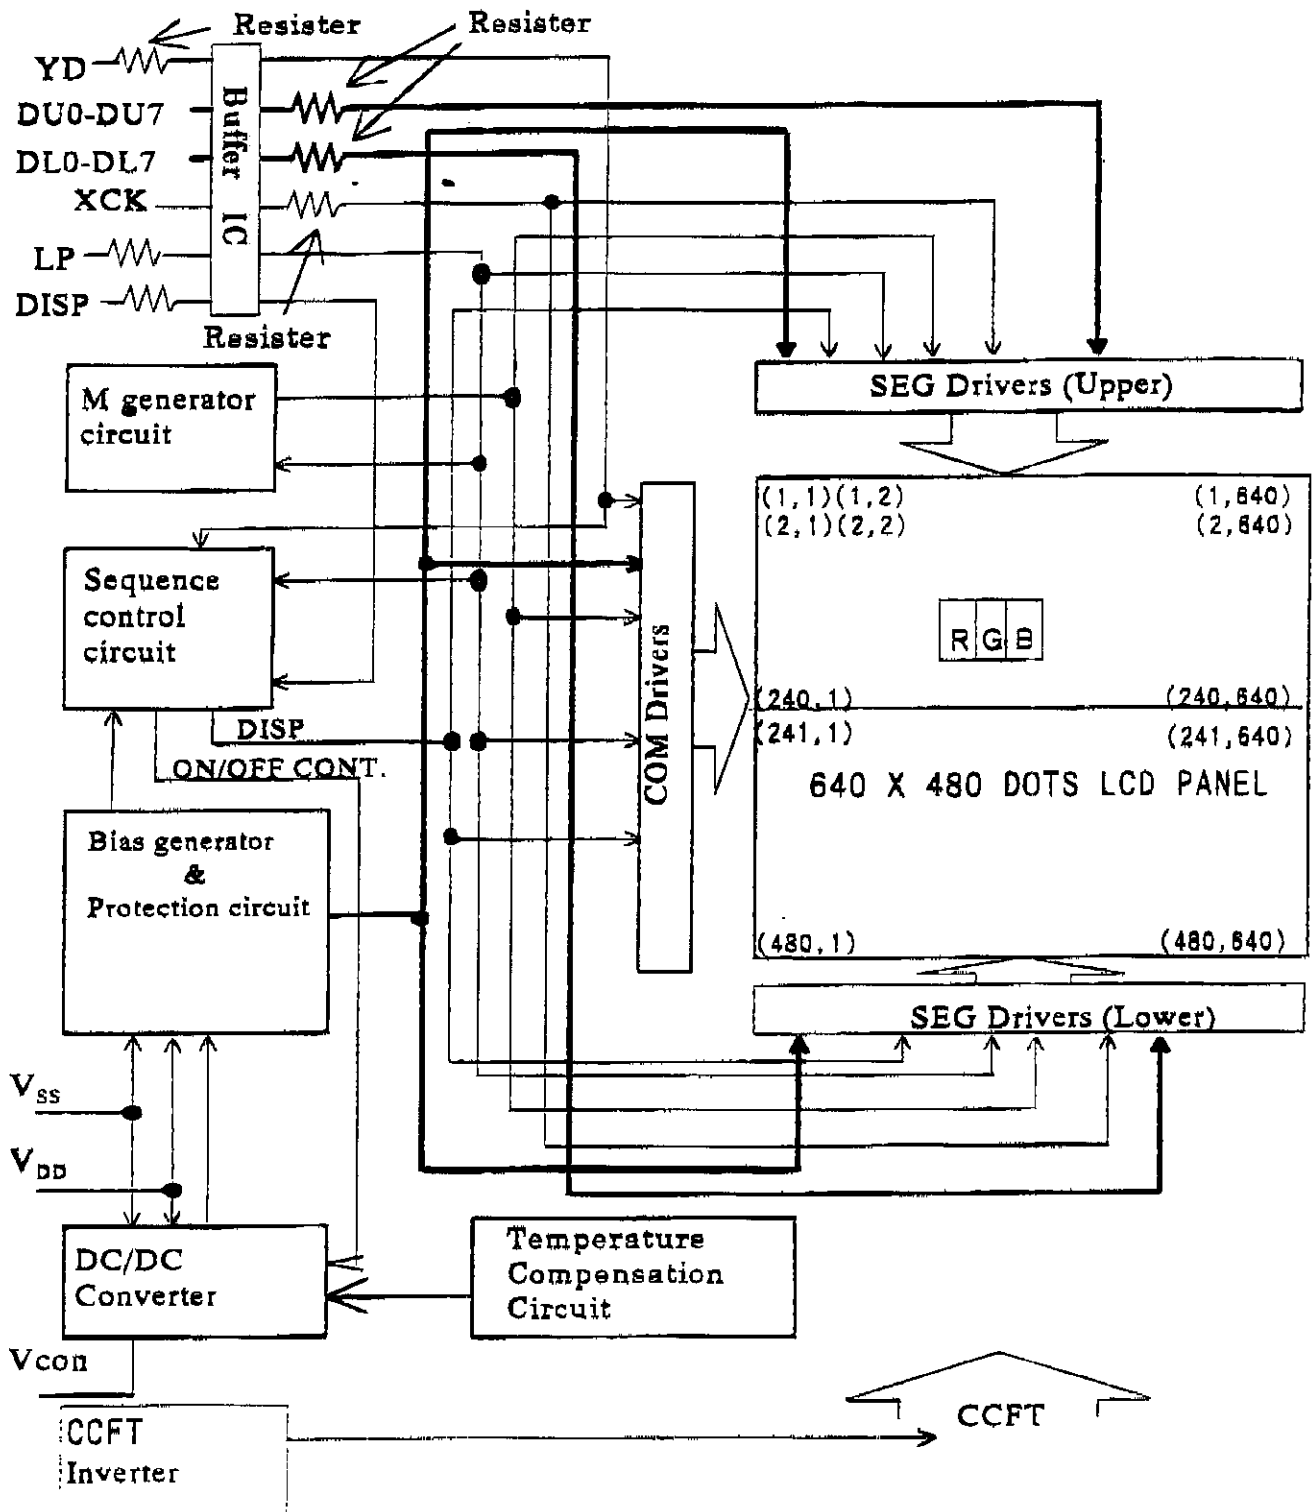 Resister
Resister
YD
DU0-DU7
DL0-DL7
XCK
LP
DISP
Buffer IC
Resister
SEG Drivers (Upper)
M generator
circuit
(1,1)(1,2)
(1,640)
(2,1)(2,2)
(2,640)
Sequence
control
circuit
R G B
COM Drivers
(240,1)
(240,640)
(241,1)
(241,640)
DISP
ON/OFF CONT.
640 X 480 DOTS LCD PANEL
Bias generator
&
Protection circuit
(480,1)
(480,640)
SEG Drivers (Lower)
VSS
VDD
DC/DC
Converter
Temperature
Compensation
Circuit
Vcon
CCFT
Inverter
CCFT